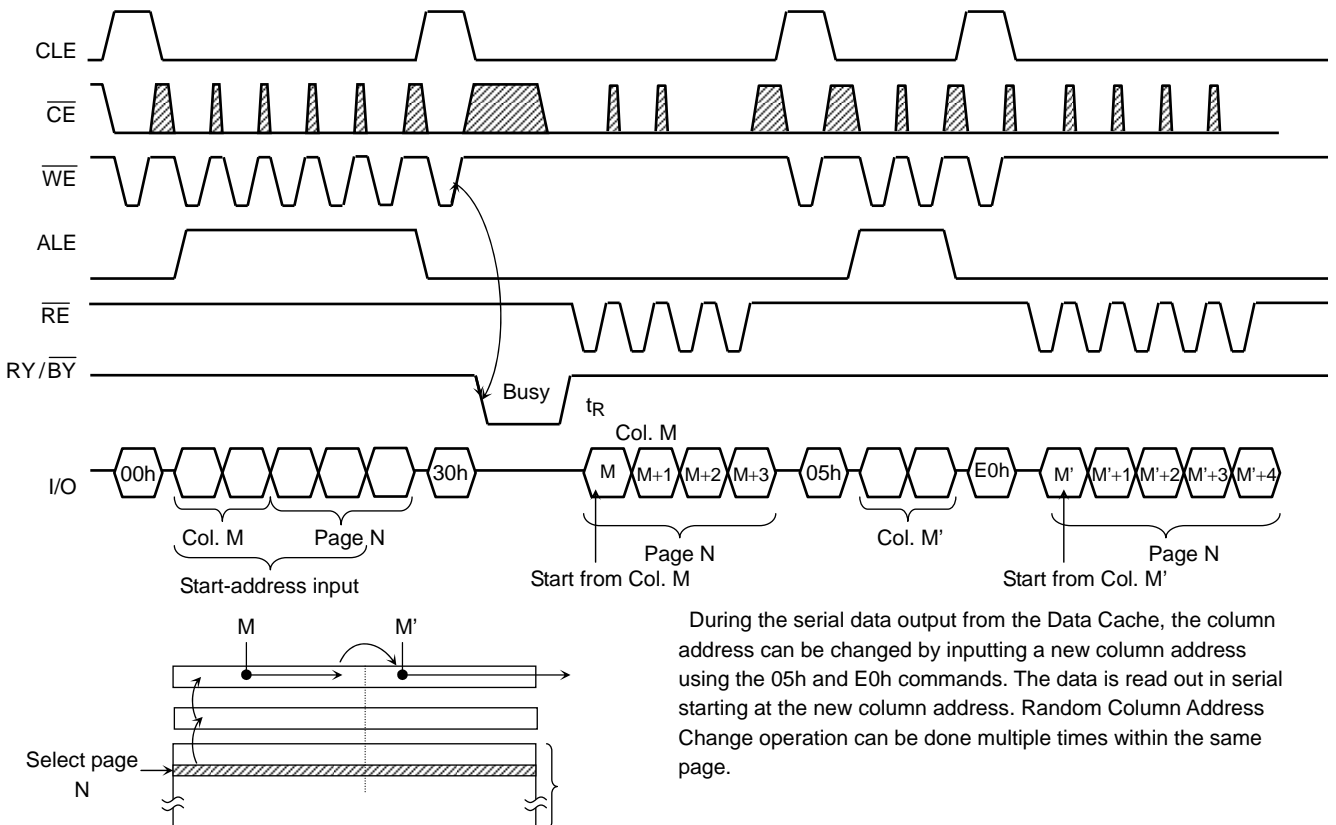 CLE
CE
WE
ALE
RE
RY/BY
Busy
tR
Col. M
I/O
00h
30h
M
M+1
M+2
M+3
05h
E0h
M'
M'+1
M'+2
M'+3
M'+4
Col. M
Page N
Page N
Col. M’
Page N
Start-address input
Start from Col. M
Start from Col. M’
M
M’
Select page
N
During the serial data output from the Data Cache, the column
address can be changed by inputting a new column address
using the 05h and E0h commands. The data is read out in serial
starting at the new column address. Random Column Address
Change operation can be done multiple times within the same
page.